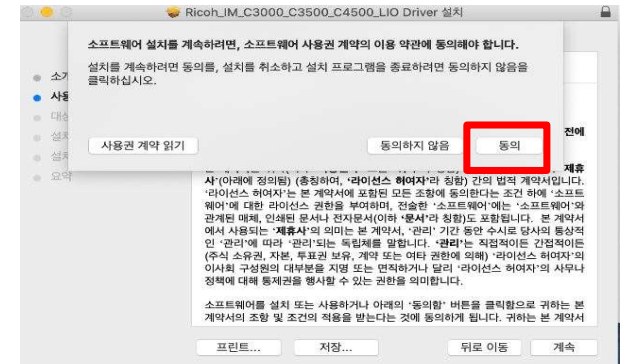 Ricoh_IM_C3000_C3500_C4500_LIO Driver 설치
소프트웨어 설치를 계속하려면, 소프트웨어 사용권 계약의 이용 약관에 동의해야 합니다.
설치를 계속하려면 동의를, 설치를 취소하고 설치 프로그램을 종료하려면 동의하지 않음을
클릭하십시오.
사용권 계약 읽기
동의하지 않음
동의
소개
사용
대상
설치
설치
요약
전에
제휴
사'(아래에 정의됨) (총칭하여, '라이선스 허여자'라 칭함) 간의 법적 계약서입니다.
'라이선스 허여자'는 본 계약서에 포함된 모든 조항에 동의한다는 조건 하에 '소프트
웨어'에 대한 라이선스 권한을 부여하며, 전술한 '소프트웨어'에는 '소프트웨어'와
관계된 매체, 인쇄된 문서나 전자문서(이하 '문서'라 칭함)도 포함됩니다. 본 계약서
에서 사용되는 '제휴사'의 의미는 본 계약서, '관리' 기간 동안 수시로 당사의 통상적
인 '관리'에 따라 '관리'되는 독립체를 말합니다. '관리'는 직접적이든 간접적이든
(주식 소유권, 자본, 투표권 보유, 계약 또는 여타 권한에 의해) '라이선스 허여자'의
이사회 구성원의 대부분을 지명 또는 면직하거나 달리 '라이선스 허여자'의 사무나
정책에 대해 통제권을 행사할 수 있는 권한을 의미합니다.
소프트웨어를 설치 또는 사용하거나 아래의 '동의함' 버튼을 클릭함으로 귀하는 본
계약서의 조항 및 조건의 적용을 받는다는 것에 동의하게 됩니다. 귀하는 본 계약서
프린트...
저장...
뒤로 이동
계속